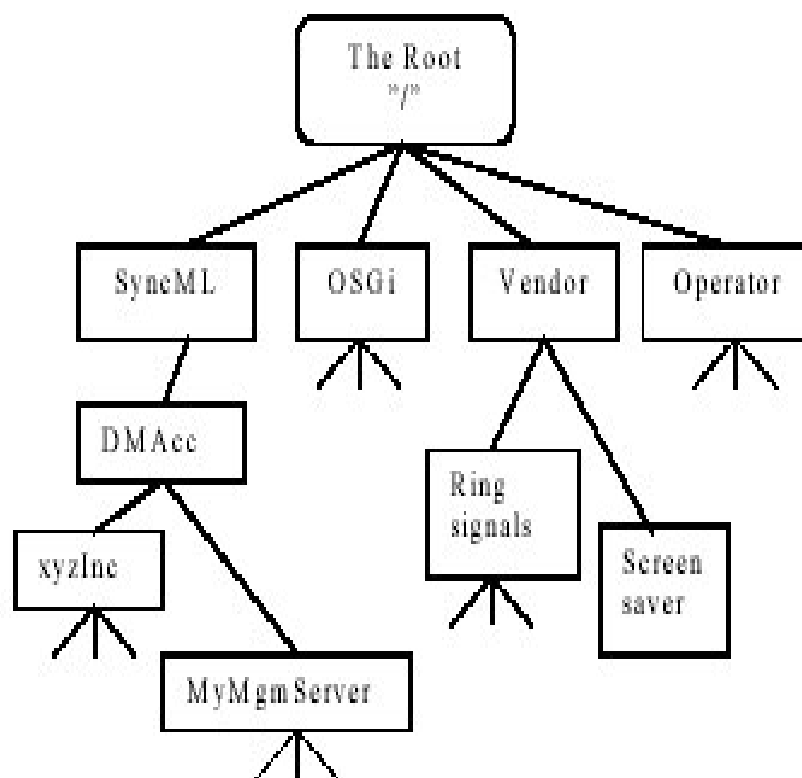 The Root
"/"
SyncML
OSGi
Vendor
Operator
DMAcc
Ring
signals
xyzInc
Screen
saver
MyMgmServer